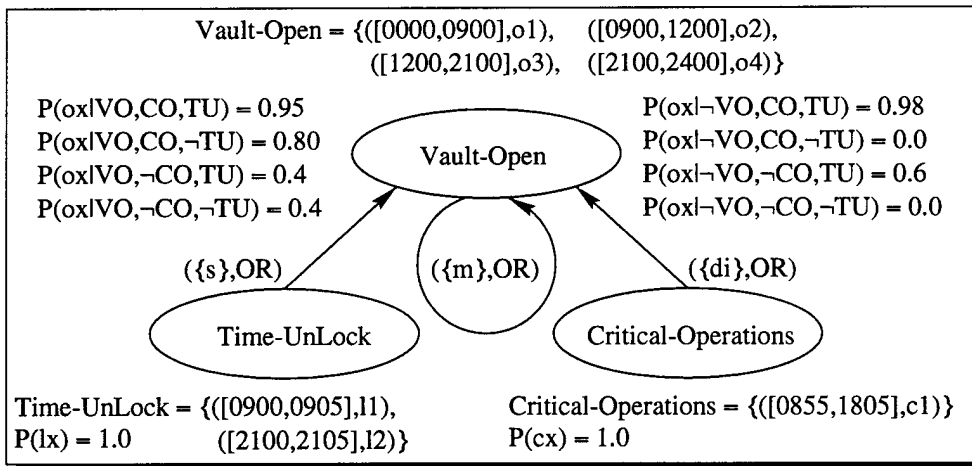 Vault-Open = {([0000,0900],o1), ([0900,1200],o2),
([1200,2100],o3), ([2100,2400],o4)}
P(ox|VO,CO,TU) = 0.95
P(ox|VO,CO,¬TU) = 0.80
P(ox|VO,¬CO,TU) = 0.4
P(ox|VO,¬CO,¬TU) = 0.4
P(ox|¬VO,CO,TU) = 0.98
P(ox|¬VO,CO,¬TU) = 0.0
P(ox|¬VO,¬CO,TU) = 0.6
P(ox|¬VO,¬CO,¬TU) = 0.0
Vault-Open
({s},OR)
({m},OR)
({di},OR)
Time-UnLock
Critical-Operations
Time-UnLock = {([0900,0905],l1),
P(lx) = 1.0 ([2100,2105],l2)}
Critical-Operations = {([0855,1805],c1)}
P(cx) = 1.0